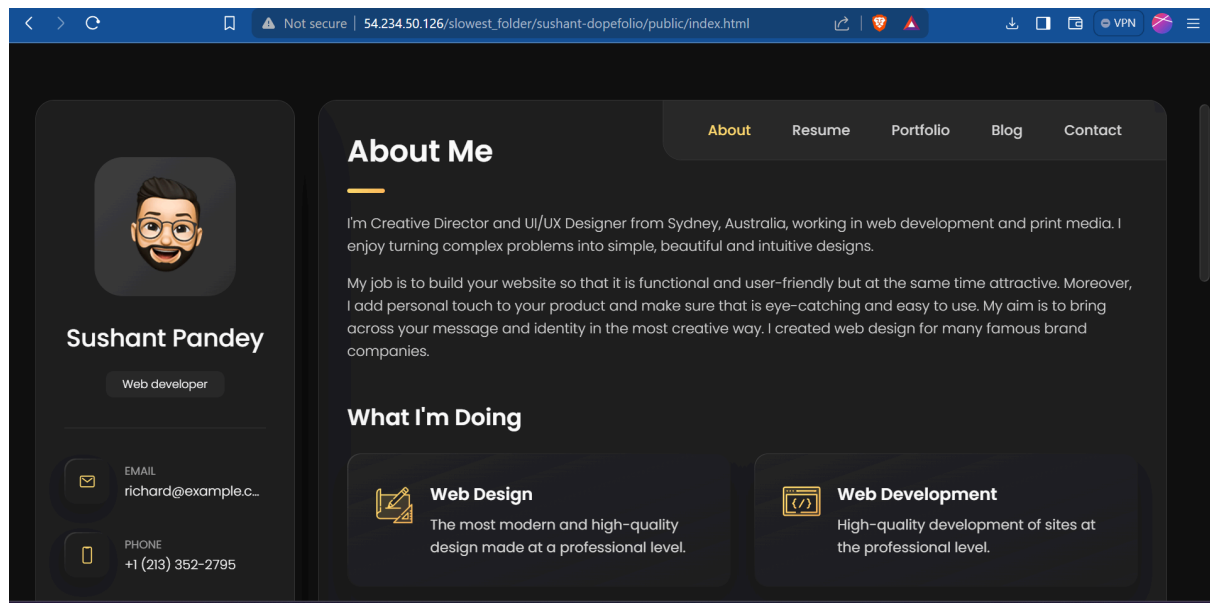 Not secure | 54.234.50.126/slowest_folder/sushant-dopefolio/public/index.html
VPN
Sushant Pandey
Web developer
EMAIL
richard@example.c...
PHONE
+1 (213) 352-2795
About Resume Portfolio Blog Contact
About Me
I'm Creative Director and UI/UX Designer from Sydney, Australia, working in web development and print media. I
enjoy turning complex problems into simple, beautiful and intuitive designs.
My job is to build your website so that it is functional and user-friendly but at the same time attractive. Moreover,
I add personal touch to your product and make sure that is eye-catching and easy to use. My aim is to bring
across your message and identity in the most creative way. I created web design for many famous brand
companies.
What I'm Doing
Web Design
The most modern and high-quality
design made at a professional level.
Web Development
High-quality development of sites at
the professional level.